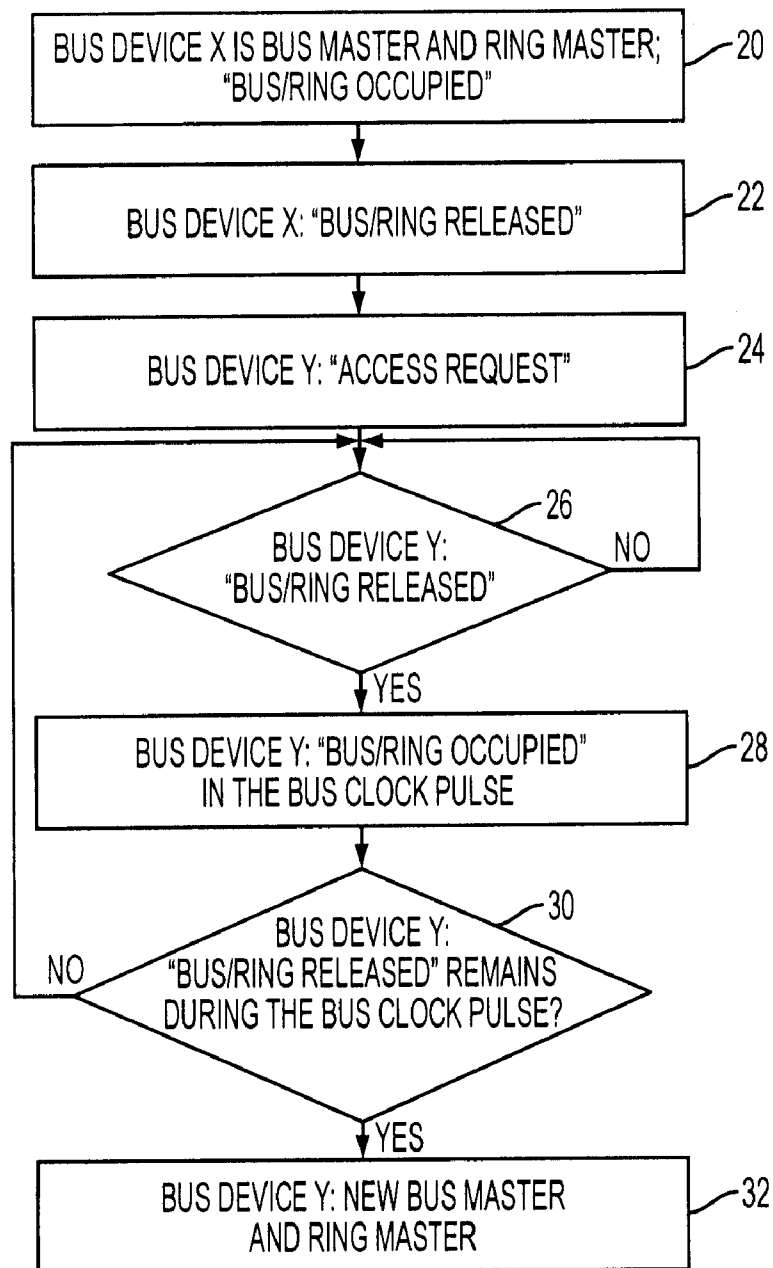 BUS DEVICE X IS BUS MASTER AND RING MASTER;
"BUS/RING OCCUPIED"
20
BUS DEVICE X: "BUS/RING RELEASED"
22
BUS DEVICE Y: "ACCESS REQUEST"
24
26
BUS DEVICE Y:
"BUS/RING RELEASED"
NO
YES
BUS DEVICE Y: "BUS/RING OCCUPIED"
IN THE BUS CLOCK PULSE
28
30
BUS DEVICE Y:
"BUS/RING RELEASED" REMAINS
DURING THE BUS CLOCK PULSE?
NO
YES
BUS DEVICE Y: NEW BUS MASTER
AND RING MASTER
32